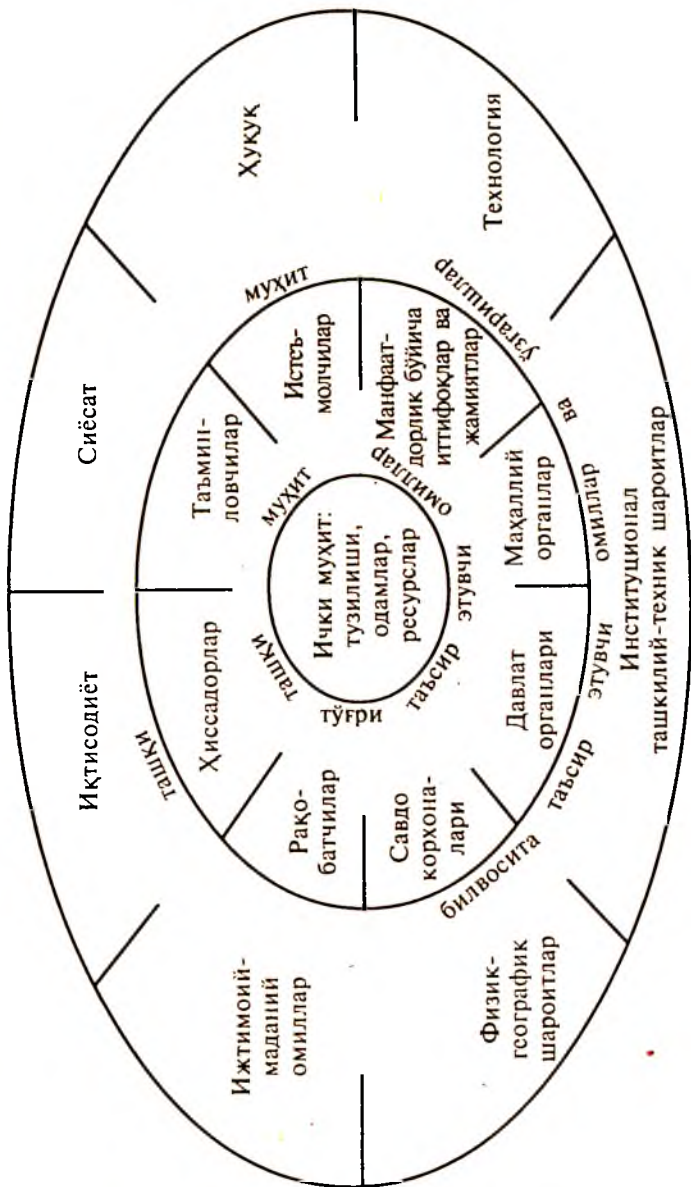 Иқтисодиёт
Сиёсат
Ҳуқуқ
Технология
Институционал
ташкилий-техник шароитлар
Физик-
географик
шароитлар
Ижтимоий-
маданий
омиллар
ташқи
муҳит
билвосита
таъсир
этувчи
омиллар
ва
ўзгаришлар
Ҳиссадорлар
Таъмин-
ловчилар
Истеъ-
молчилар
Манфаат-
дорлик бўйича
иттифоқлар ва
жамиятлар
Маҳаллий
органлар
Давлат
органлари
Савдо
корхона-
лари
Рақо-
батчилар
ташқи
муҳит
тўғри
таъсир
этувчи
омиллар
Ички муҳит:
тузилиши,
одамлар,
ресурслар